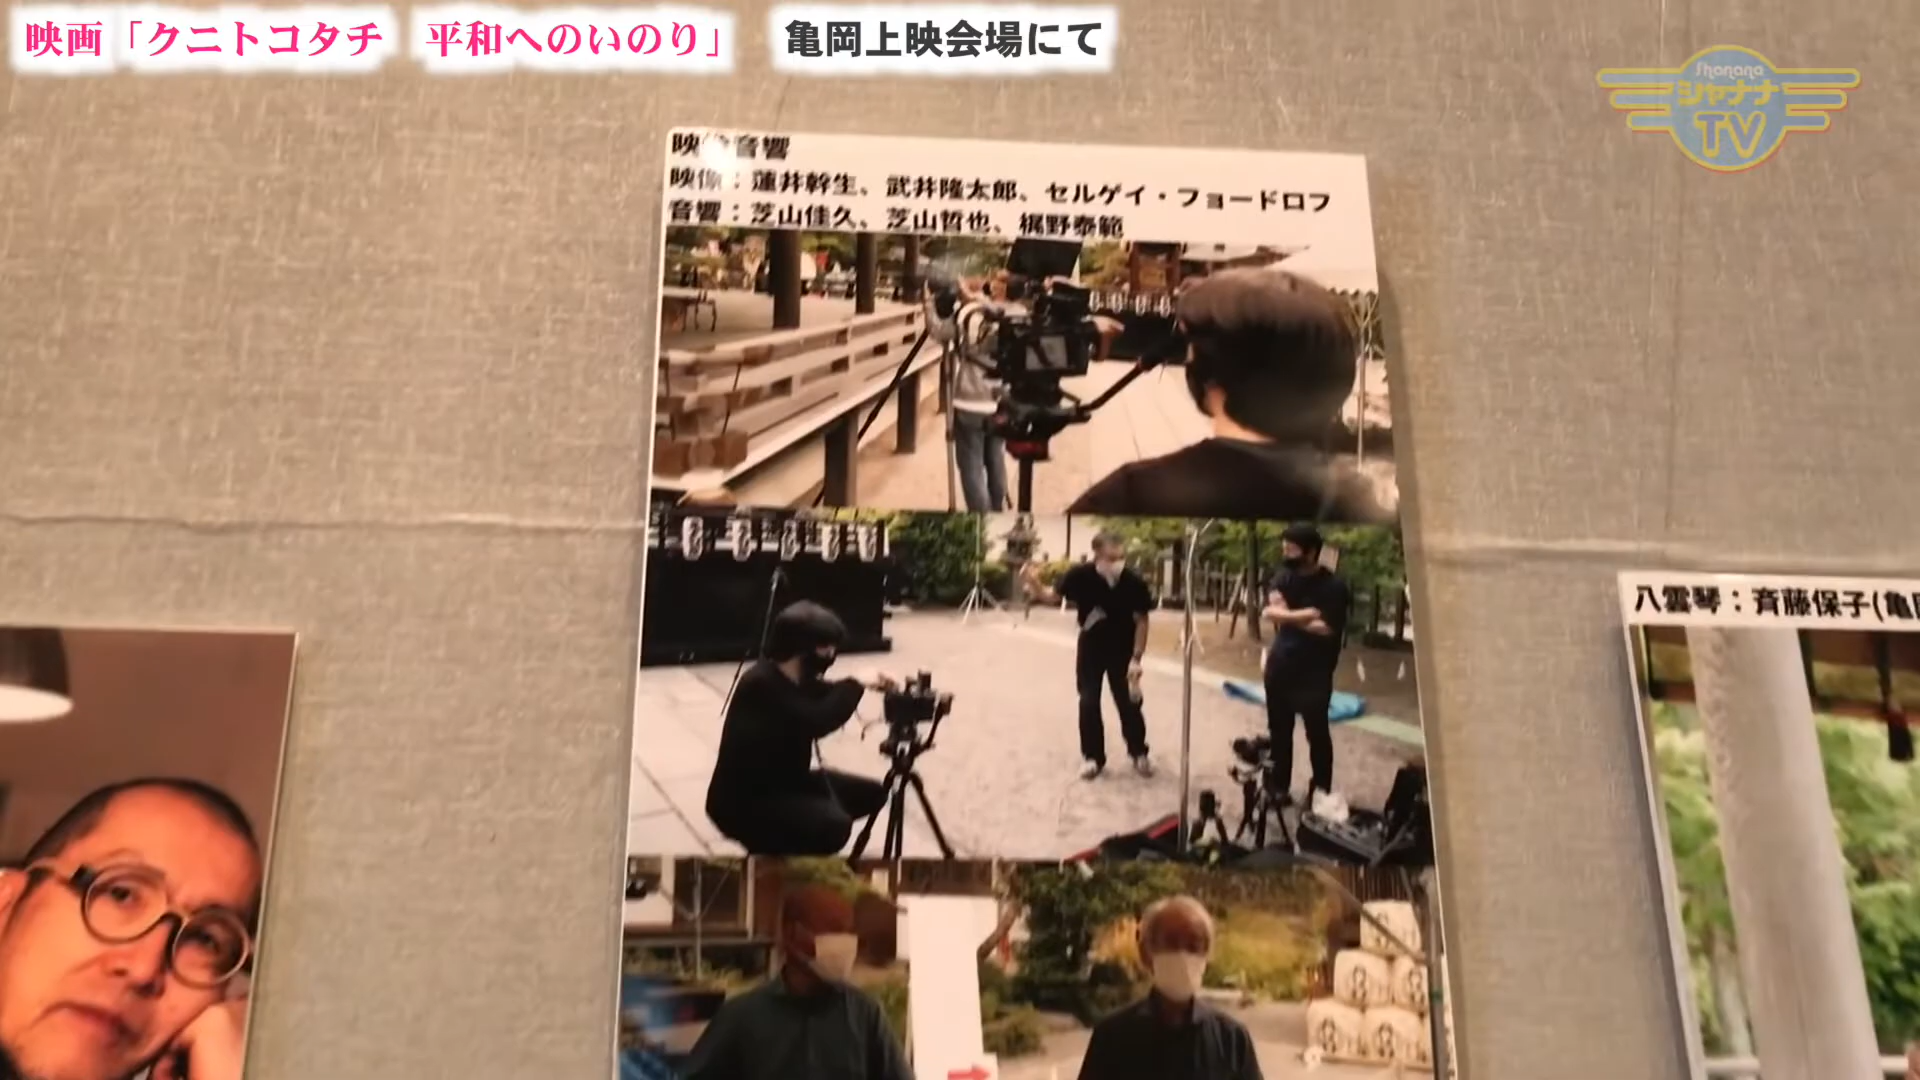 映画「クニトコタチ　平和へのいのり」　亀岡上映会場にて
Shanana
シャナナ
TV
映像音響
映像：蓮井幹生、武井隆太郎、セルゲイ・フョードロフ
音響：芝山佳久、芝山哲也、梶野泰範
八雲琴：斉藤保子(亀